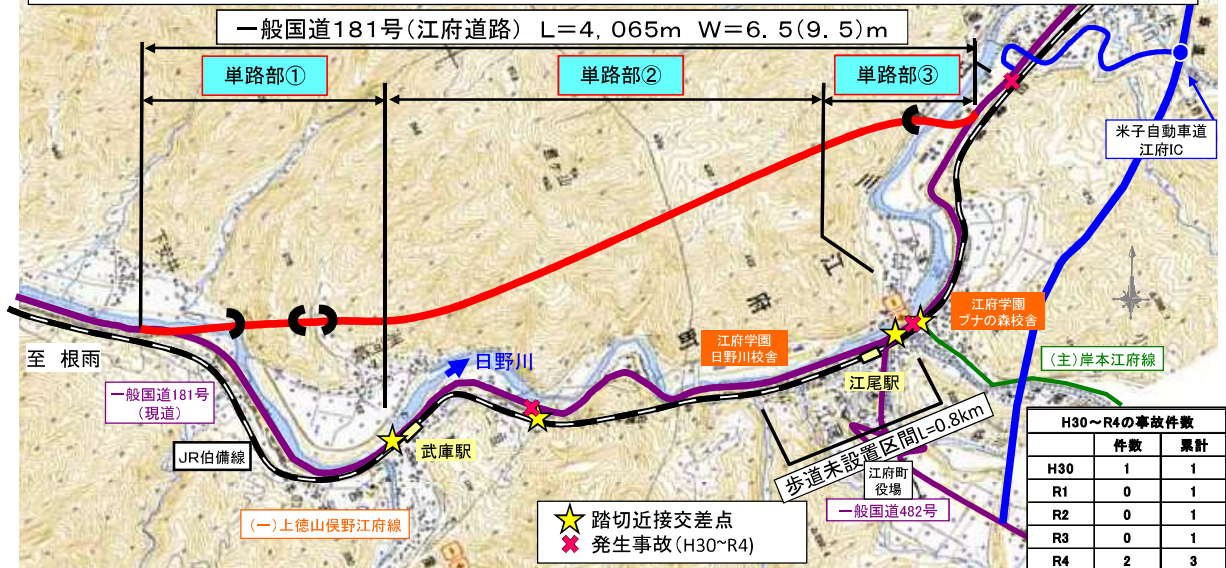 一般国道181号(江府道路) L=4,065m W=6.5(9.5)m
単路部①
単路部②
単路部③
米子自動車道
江府IC
下安井
江
府
町
至 根雨
一般国道181号
(現道)
JR伯備線
日野川
武庫駅
江府学園
日野川校舎
江府学園
ブナの森校舎
江尾駅
(主)岸本江府線
歩道未設置区間L=0.8km
江府町
役場
一般国道482号
(一)上徳山俣野江府線
踏切近接交差点
発生事故(H30~R4)
H30~R4の事故件数
件数 累計
H30 1 1
R1 0 1
R2 0 1
R3 0 1
R4 2 3